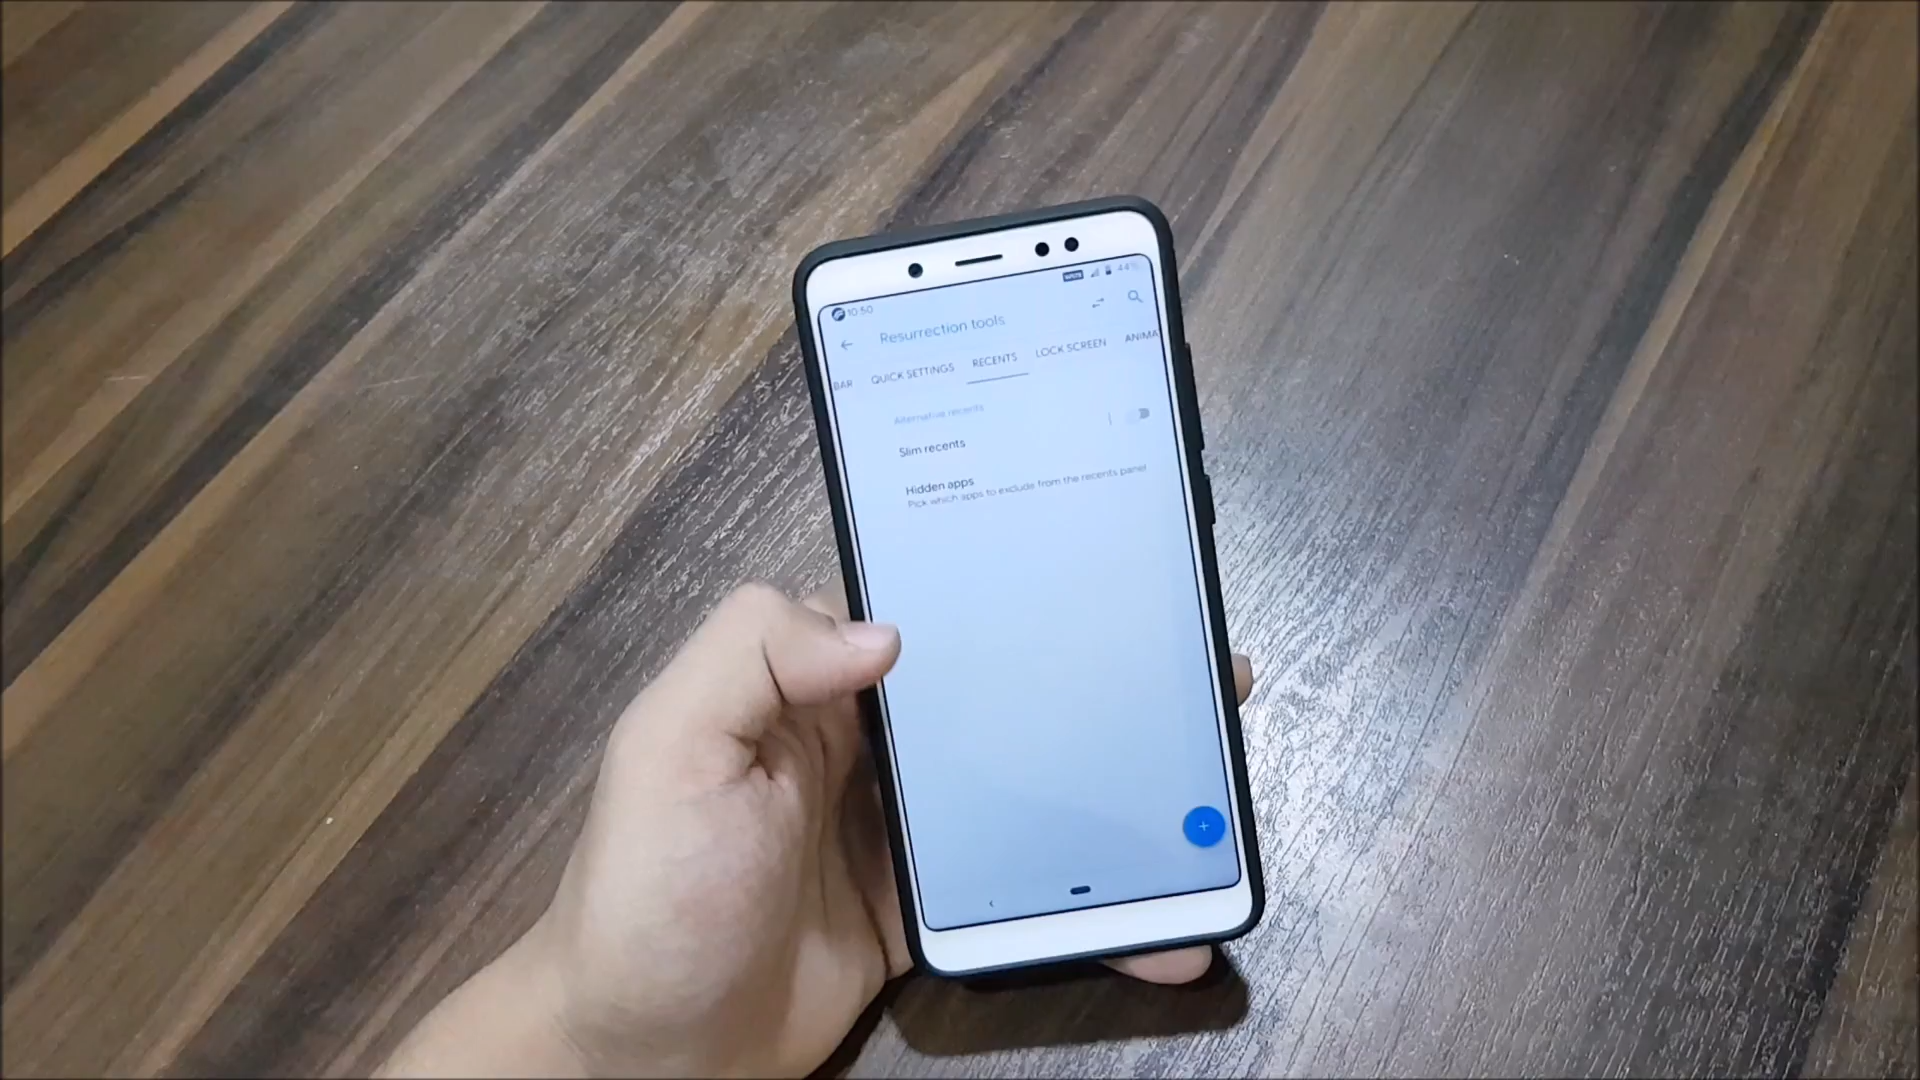 10:50
44%
Resurrection tools
BAR QUICK SETTINGS RECENTS LOCK SCREEN ANIMA
Alternative recents
Slim recents
Hidden apps
Pick which apps to exclude from the recents panel